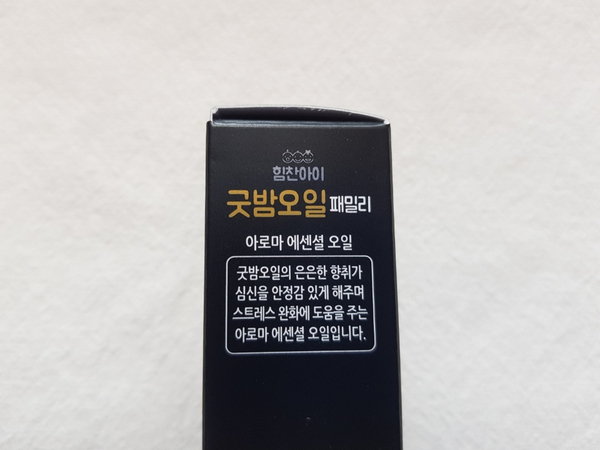 힘찬아이
굿밤오일 패밀리
아로마 에센셜 오일
굿밤오일의 은은한 향취가
심신을 안정감 있게 해주며
스트레스 완화에 도움을 주는
아로마 에센셜 오일입니다.